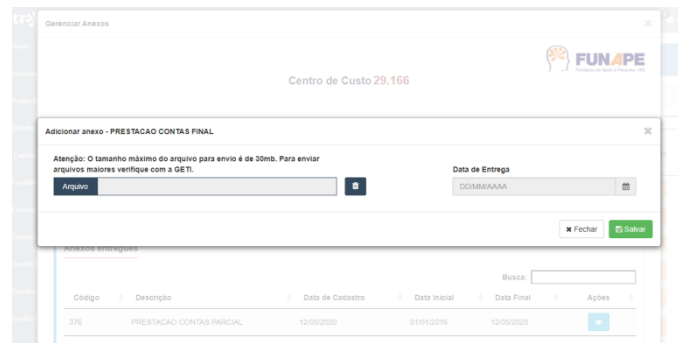 Gerenciar Anexos
FUNAPE
Centro de Custo 29.166
Adicionar anexo - PRESTACAO CONTAS FINAL
Atenção: O tamanho máximo do arquivo para envio é de 30mb. Para enviar
arquivos maiores verifique com a GETI.
Data de Entrega
Arquivo
DD/MM/AAAA
Fechar
Salvar
Anexos entregues
Busca:
Código Descrição Data de Cadastro Data Inicial Data Final Ações
376 PRESTACAO CONTAS PARCIAL 12/05/2020 01/01/2016 12/05/2020